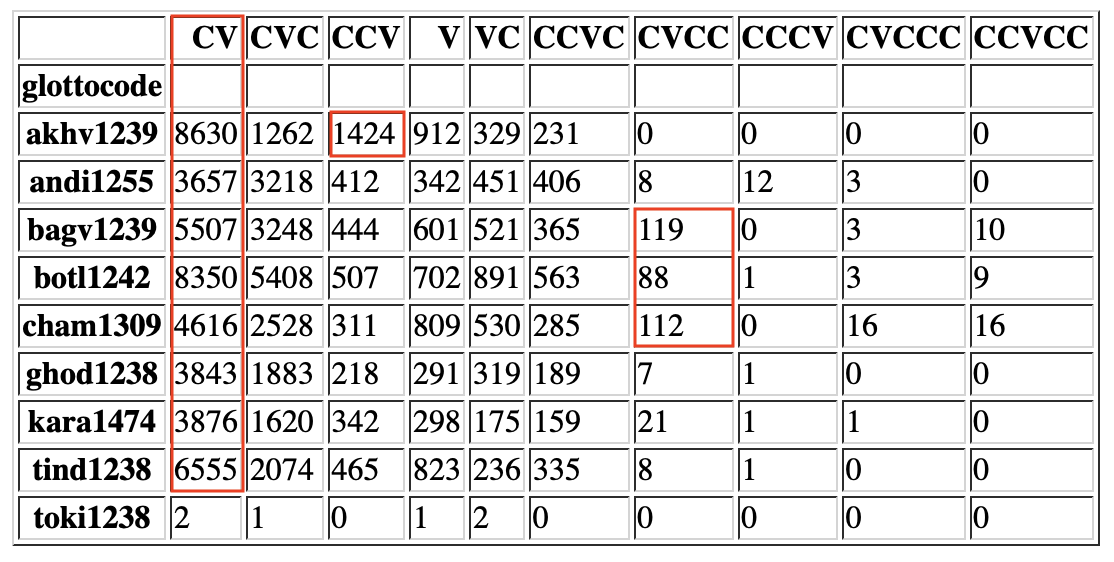 CV CVC CCV V VC CCVC CVCC CCCV CVCCC CCVCC
glottocode
akhv1239 8630 1262 1424 912 329 231 0 0 0 0
andi1255 3657 3218 412 342 451 406 8 12 3 0
bagv1239 5507 3248 444 601 521 365 119 0 3 10
botl1242 8350 5408 507 702 891 563 88 1 3 9
cham1309 4616 2528 311 809 530 285 112 0 16 16
ghod1238 3843 1883 218 291 319 189 7 1 0 0
kara1474 3876 1620 342 298 175 159 21 1 1 0
tind1238 6555 2074 465 823 236 335 8 1 0 0
toki1238 2 1 0 1 2 0 0 0 0 0